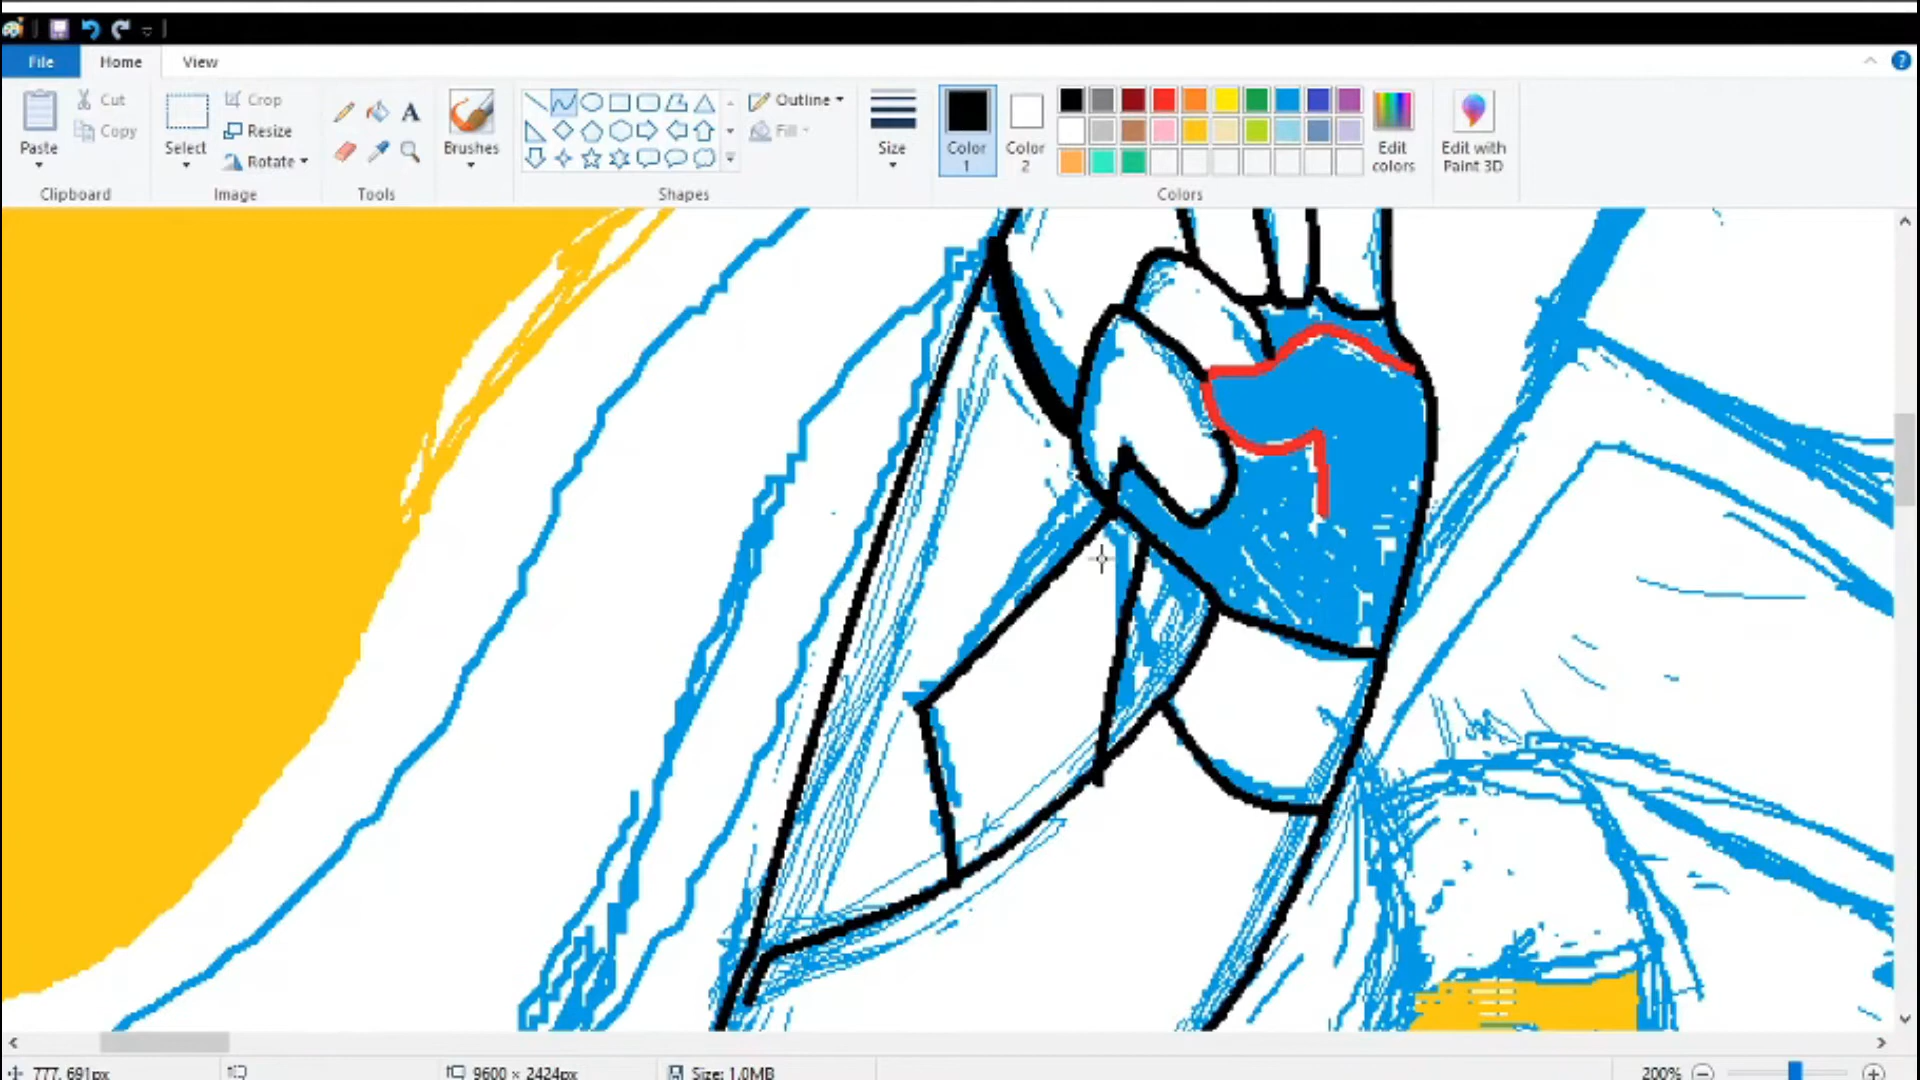 File Home View
Cut Crop Outline
Copy Resize Fill
Paste Select Rotate Brushes Size Color 1 Color 2 Edit colors Edit with Paint 3D
Clipboard Image Tools Shapes Colors
777, 691px 9600 × 2424px Size: 1.0MB 200%